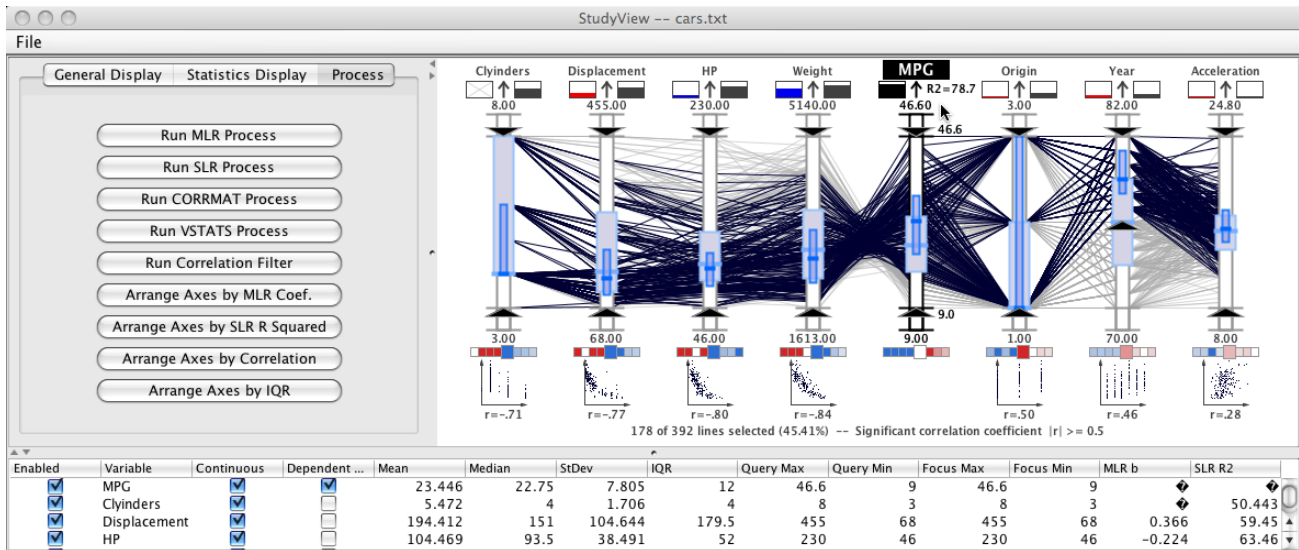 StudyView -- cars.txt
File
General Display Statistics Display Process
Run MLR Process
Run SLR Process
Run CORRMAT Process
Run VSTATS Process
Run Correlation Filter
Arrange Axes by MLR Coef.
Arrange Axes by SLR R Squared
Arrange Axes by Correlation
Arrange Axes by IQR
Clyinders Displacement HP Weight MPG Origin Year Acceleration
R2=78.7
8.00 455.00 230.00 5140.00 46.60 3.00 82.00 24.80
46.6
9.0
3.00 68.00 46.00 1613.00 9.00 1.00 70.00 8.00
r=-.71 r=-.77 r=-.80 r=-.84 r=.50 r=.46 r=.28
178 of 392 lines selected (45.41%) -- Significant correlation coefficient |r| >= 0.5
Enabled Variable Continuous Dependent ... Mean Median StDev IQR Query Max Query Min Focus Max Focus Min MLR b SLR R2
MPG 23.446 22.75 7.805 12 46.6 9 46.6 9 � �
Clyinders 5.472 4 1.706 4 8 3 8 3 � 50.443
Displacement 194.412 151 104.644 179.5 455 68 455 68 0.366 59.45
HP 104.469 93.5 38.491 52 230 46 230 46 -0.224 63.46